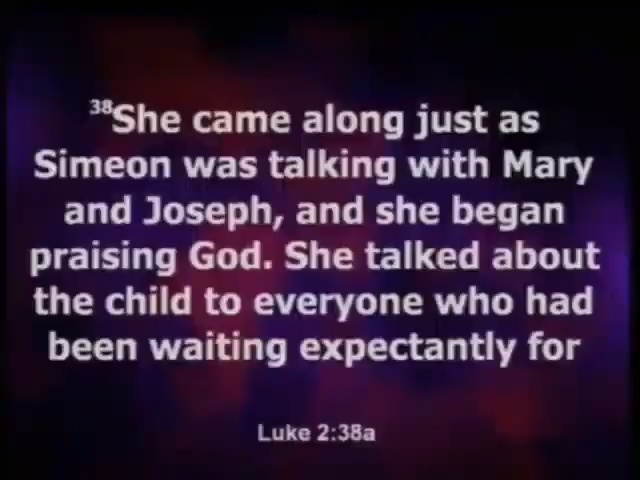 38She came along just as
Simeon was talking with Mary
and Joseph, and she began
praising God. She talked about
the child to everyone who had
been waiting expectantly for
Luke 2:38a